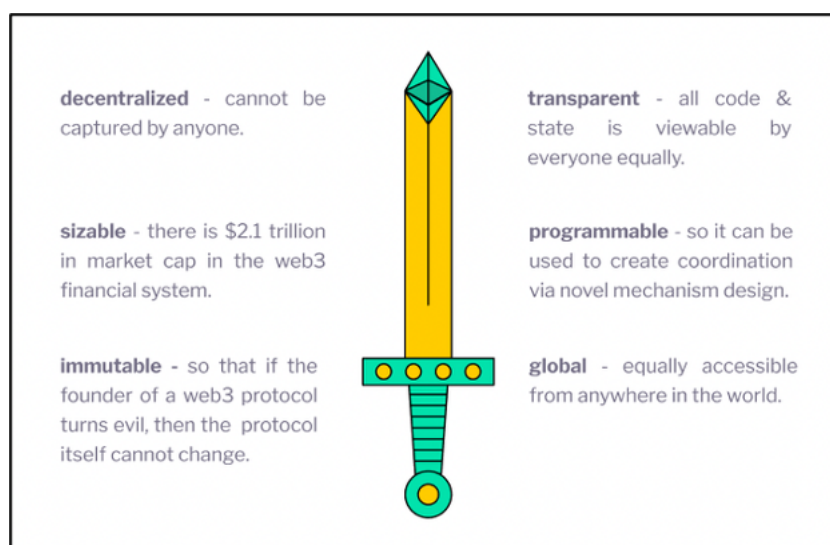 decentralized - cannot be
captured by anyone.
sizable - there is $2.1 trillion
in market cap in the web3
financial system.
immutable - so that if the
founder of a web3 protocol
turns evil, then the protocol
itself cannot change.
transparent - all code &
state is viewable by
everyone equally.
programmable - so it can be
used to create coordination
via novel mechanism design.
global - equally accessible
from anywhere in the world.